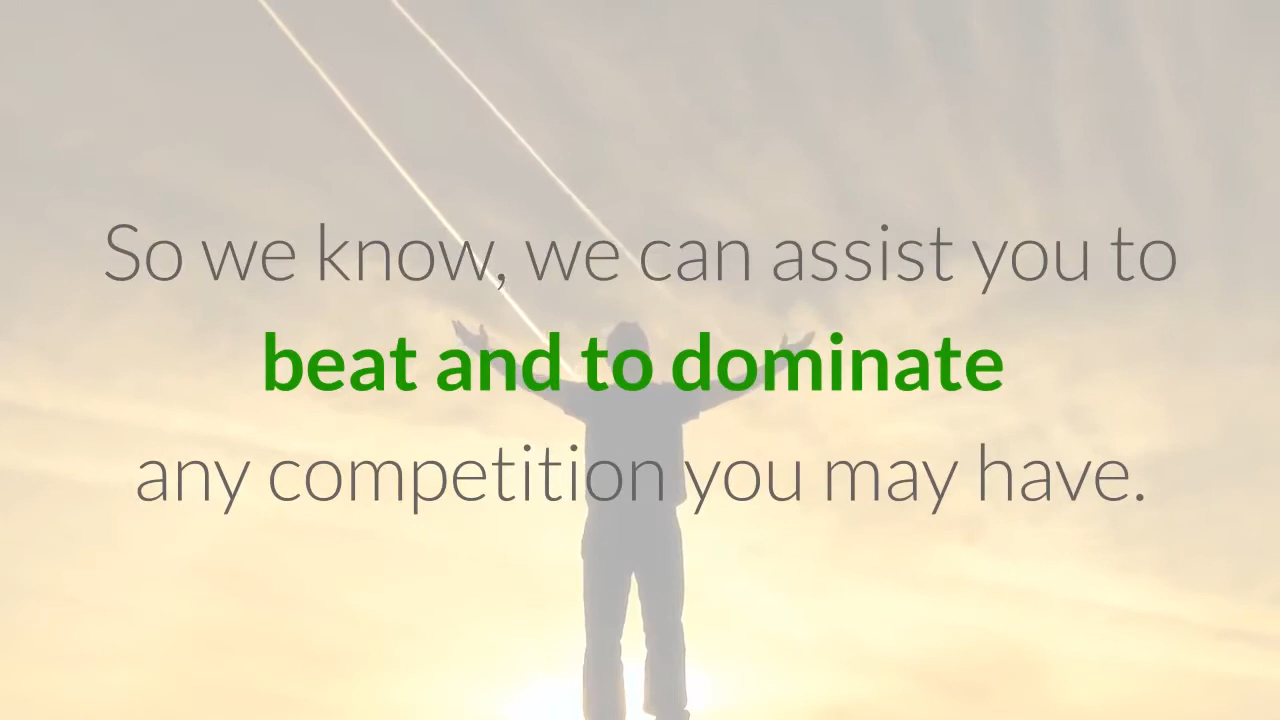 So we know, we can assist you to
beat and to dominate
any competition you may have.